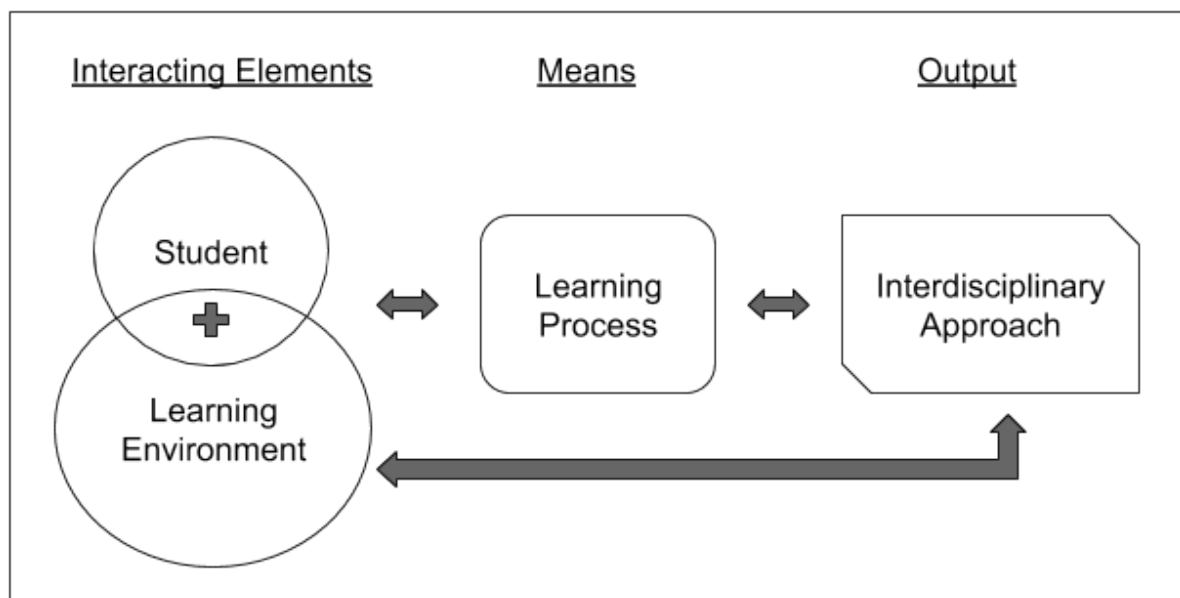 Interacting Elements
Means
Output
Student
Learning
Environment
Learning
Process
Interdisciplinary
Approach